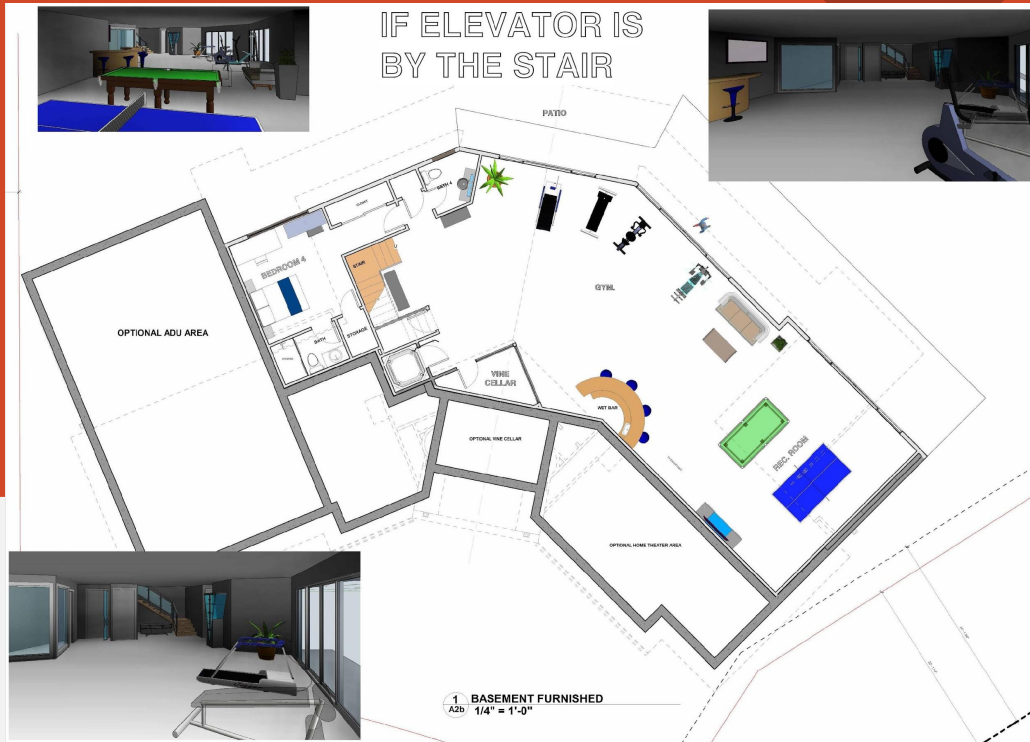 IF ELEVATOR IS
BY THE STAIR
PATIO
BATH 4
CLOSET
BEDROOM 4
STAIR
GYM.
OPTIONAL ADU AREA
STORAGE
BATH
VINE
CELLAR
WET BAR
OPTIONAL VINE CELLAR
REC. ROOM
OPTIONAL HOME THEATER AREA
1
A2b
BASEMENT FURNISHED
1/4" = 1'-0"